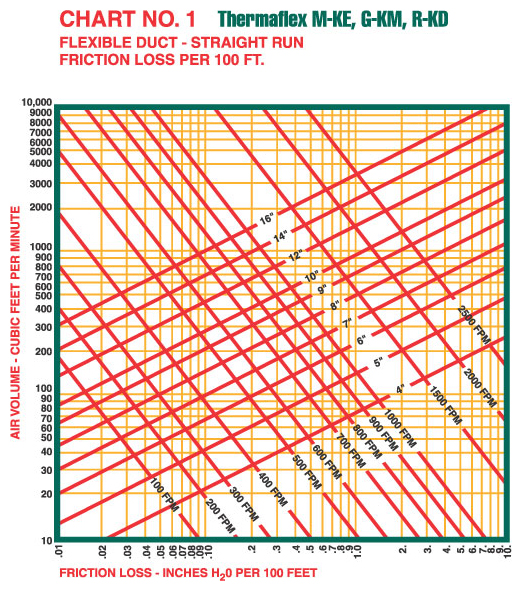 CHART NO. 1 Thermaflex M-KE, G-KM, R-KD
FLEXIBLE DUCT - STRAIGHT RUN
FRICTION LOSS PER 100 FT.
AIR VOLUME - CUBIC FEET PER MINUTE
10,000
9000
8000
7000
6000
5000
4000
3000
2000
1000
900
800
700
600
500
400
300
200
100
90
80
70
60
50
40
30
20
10
16"
14"
12"
10"
9"
8"
7"
6"
5"
4"
100 FPM
200 FPM
300 FPM
400 FPM
500 FPM
600 FPM
700 FPM
800 FPM
900 FPM
1000 FPM
1500 FPM
2000 FPM
2500 FPM
.01 .02 .03 .04 .05 .06 .07 .08 .09 .10 .2 .3 .4 .5 .6 .7 .8 .9 1.0 2. 3. 4. 5. 6. 7. 8. 9. 10.
FRICTION LOSS - INCHES H₂0 PER 100 FEET